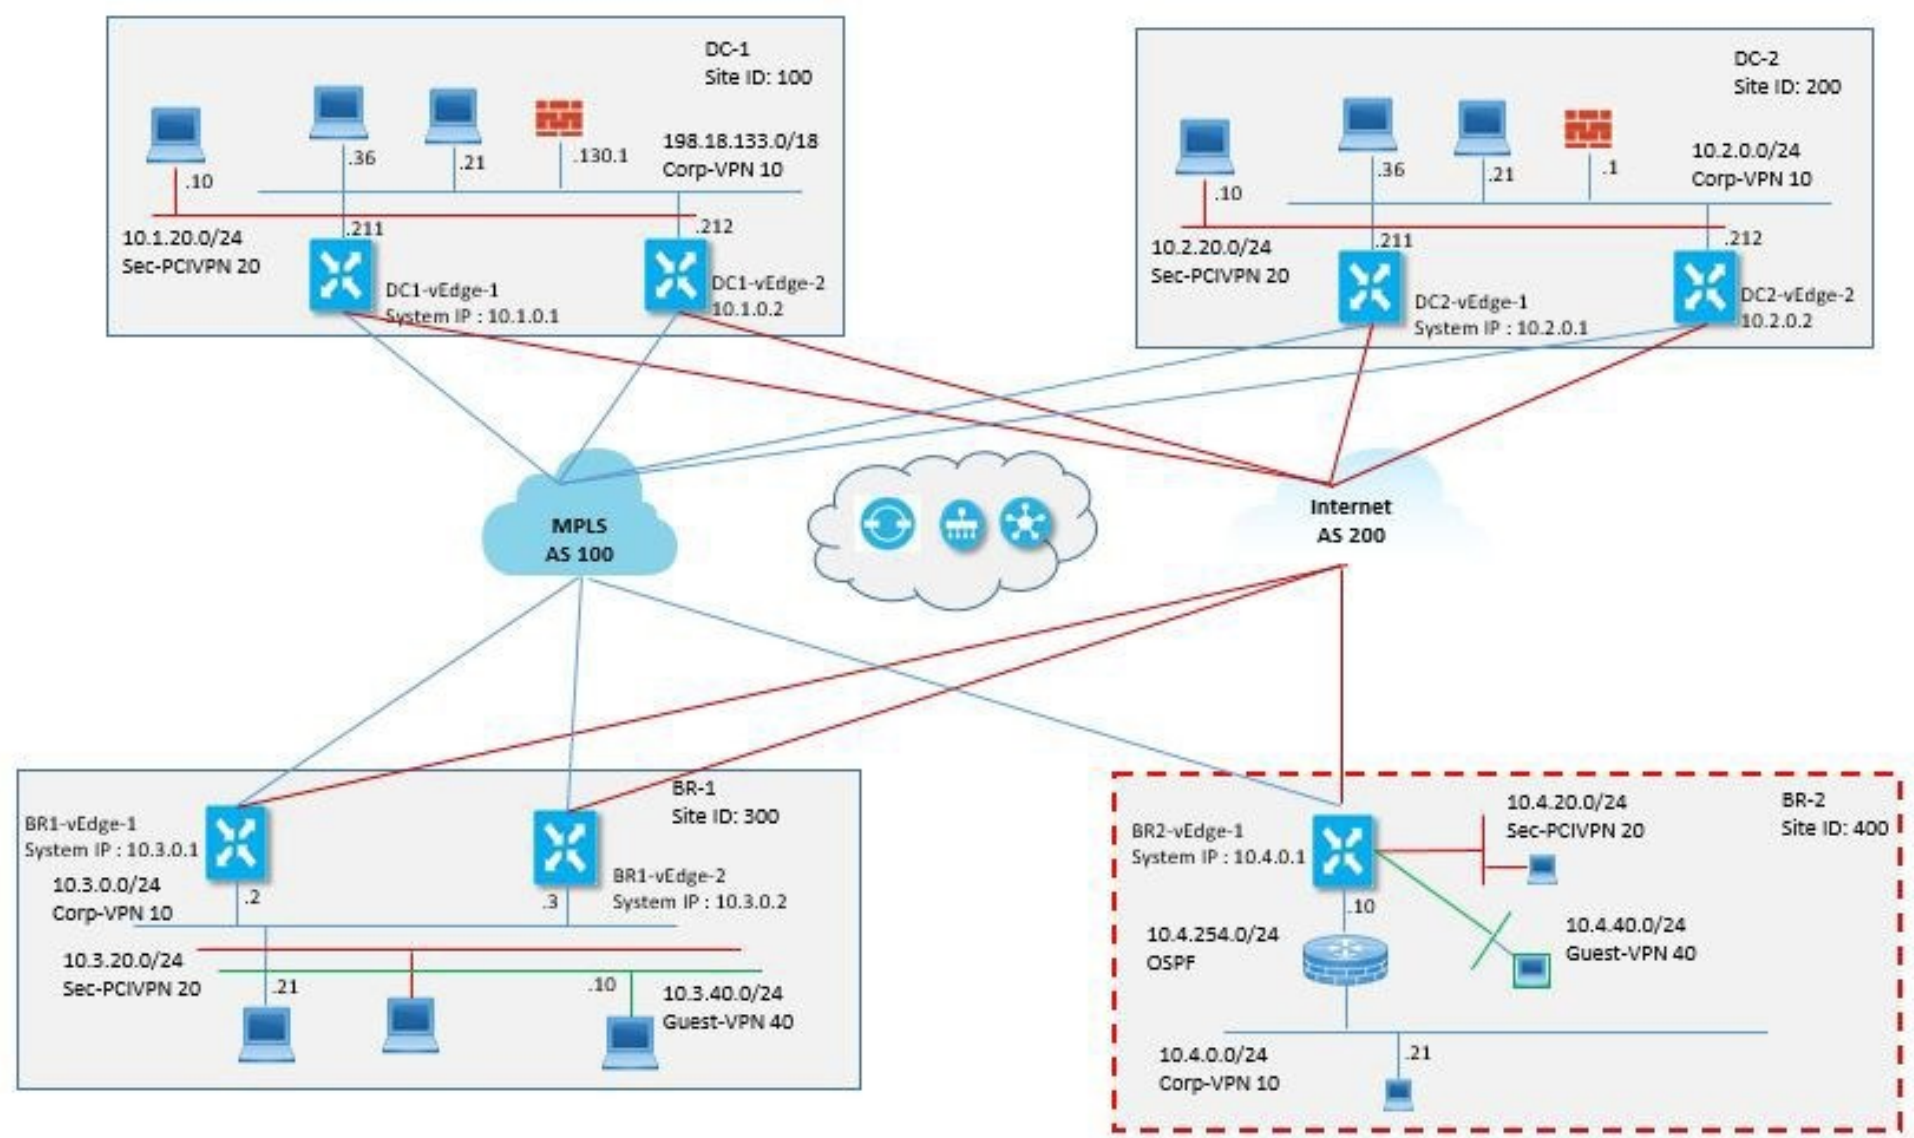 DC-1
Site ID: 100
.36
.21
.130.1
198.18.133.0/18
Corp-VPN 10
.10
.211
.212
10.1.20.0/24
Sec-PCIVPN 20
DC1-vEdge-1
System IP : 10.1.0.1
DC1-vEdge-2
10.1.0.2
DC-2
Site ID: 200
.36
.21
.1
10.2.0.0/24
Corp-VPN 10
.10
.211
.212
10.2.20.0/24
Sec-PCIVPN 20
DC2-vEdge-1
System IP : 10.2.0.1
DC2-vEdge-2
10.2.0.2
MPLS
AS 100
Internet
AS 200
BR-1
Site ID: 300
BR1-vEdge-1
System IP : 10.3.0.1
BR1-vEdge-2
System IP : 10.3.0.2
10.3.0.0/24
Corp-VPN 10
.2
.3
10.3.20.0/24
Sec-PCIVPN 20
.21
.10
10.3.40.0/24
Guest-VPN 40
BR-2
Site ID: 400
10.4.20.0/24
Sec-PCIVPN 20
BR2-vEdge-1
System IP : 10.4.0.1
.10
10.4.254.0/24
OSPF
10.4.40.0/24
Guest-VPN 40
10.4.0.0/24
Corp-VPN 10
.21